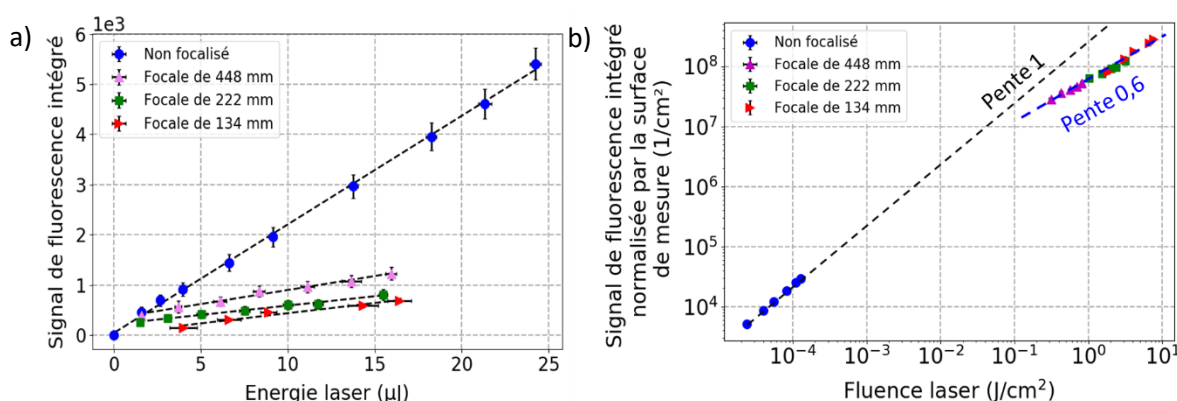 a)
1e3
Signal de fluorescence intégré
6
5
4
3
2
1
0
Non focalisé
Focale de 448 mm
Focale de 222 mm
Focale de 134 mm
0 5 10 15 20 25
Energie laser (µJ)
b)
Signal de fluorescence intégré
normalisée par la surface
de mesure (1/cm²)
10⁸
10⁷
10⁶
10⁵
10⁴
Non focalisé
Focale de 448 mm
Focale de 222 mm
Focale de 134 mm
Pente 1
Pente 0,6
10⁻⁴ 10⁻³ 10⁻² 10⁻¹ 10⁰ 10¹
Fluence laser (J/cm²)